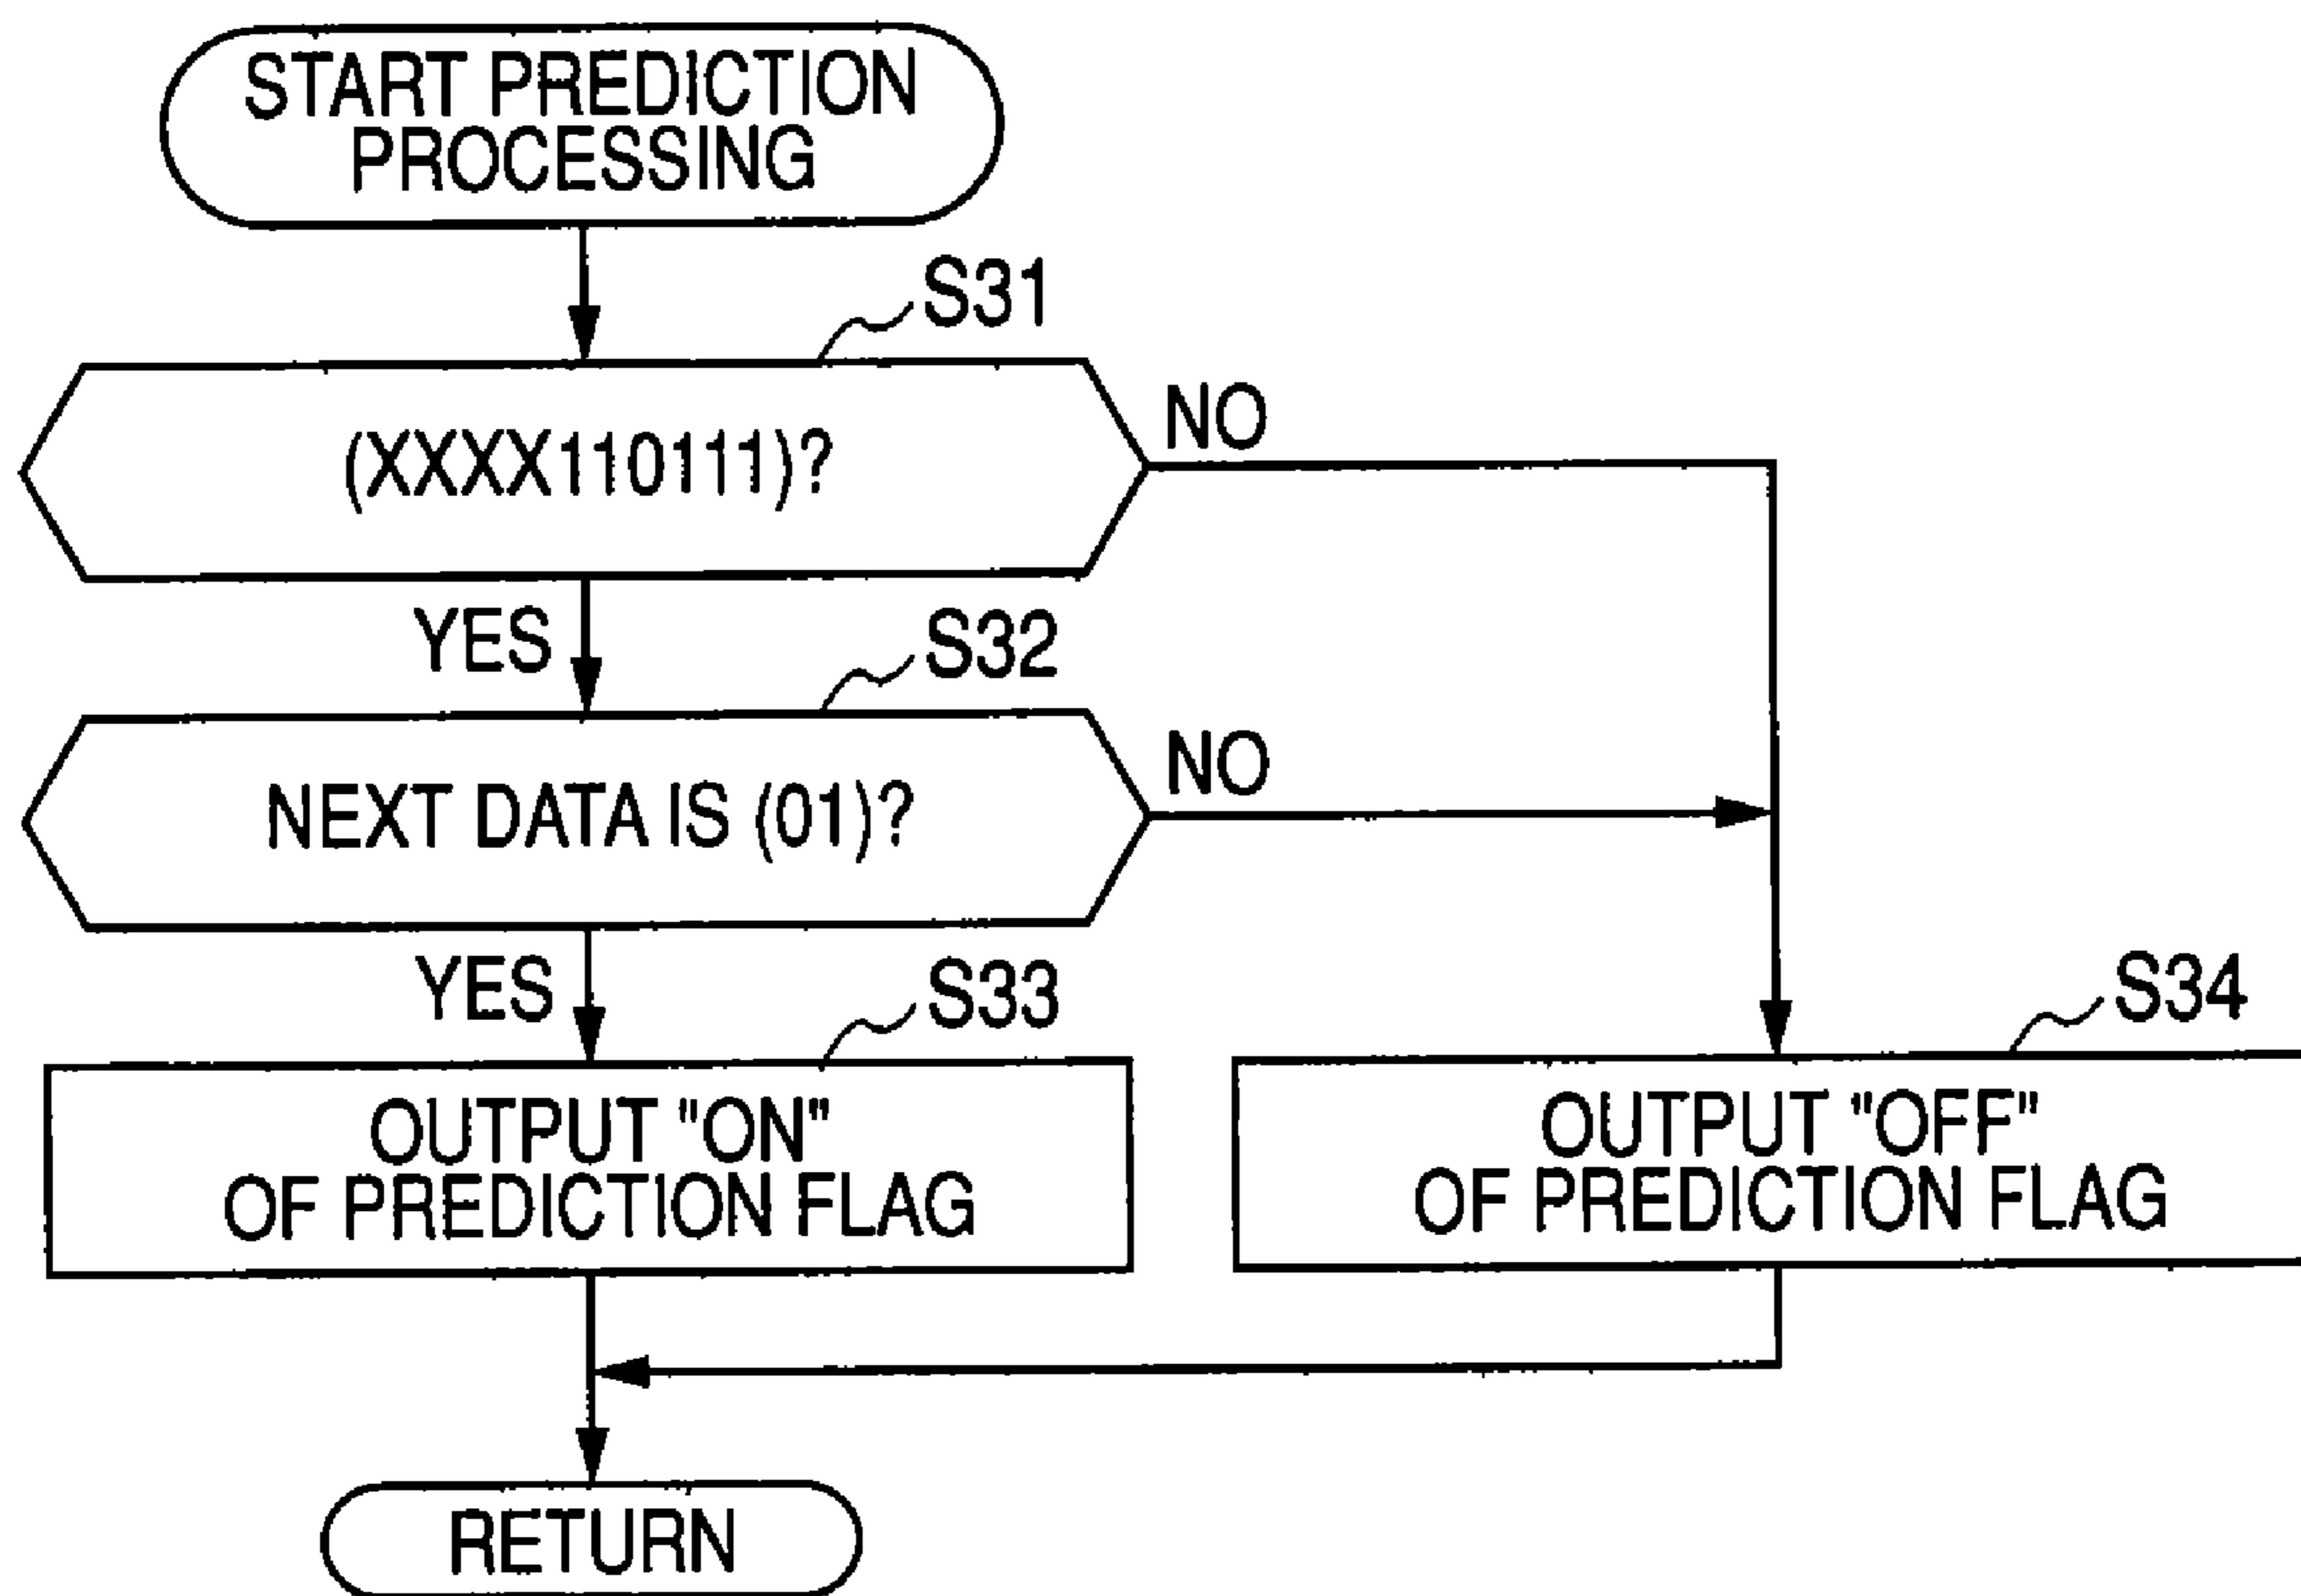 START PREDICTION
PROCESSING
S31
(XXXX110111)?
NO
YES
S32
NEXT DATA IS (01)?
NO
YES
S33
S34
OUTPUT "ON"
OF PREDICTION FLAG
OUTPUT "OFF"
OF PREDICTION FLAG
RETURN